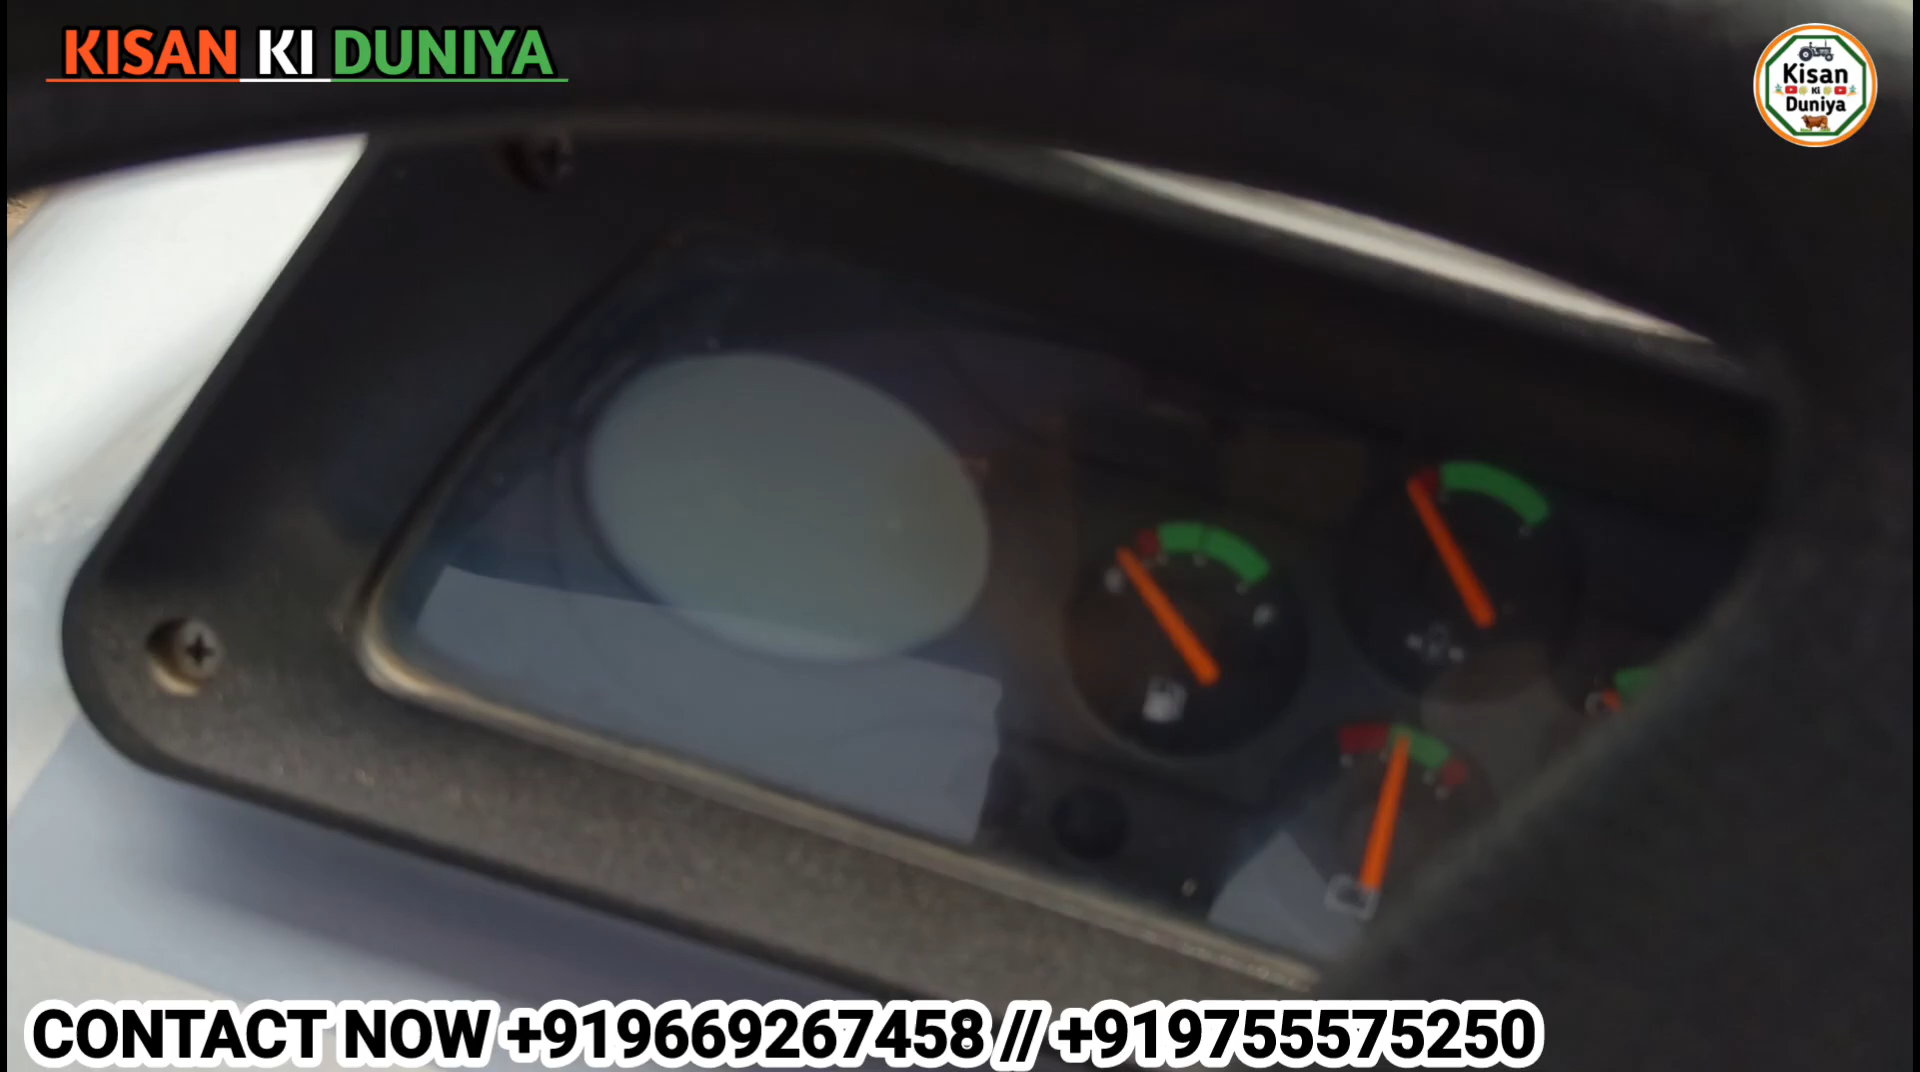 KISAN KI DUNIYA
Kisan
Ki
Duniya
CONTACT NOW +919669267458 // +919755575250